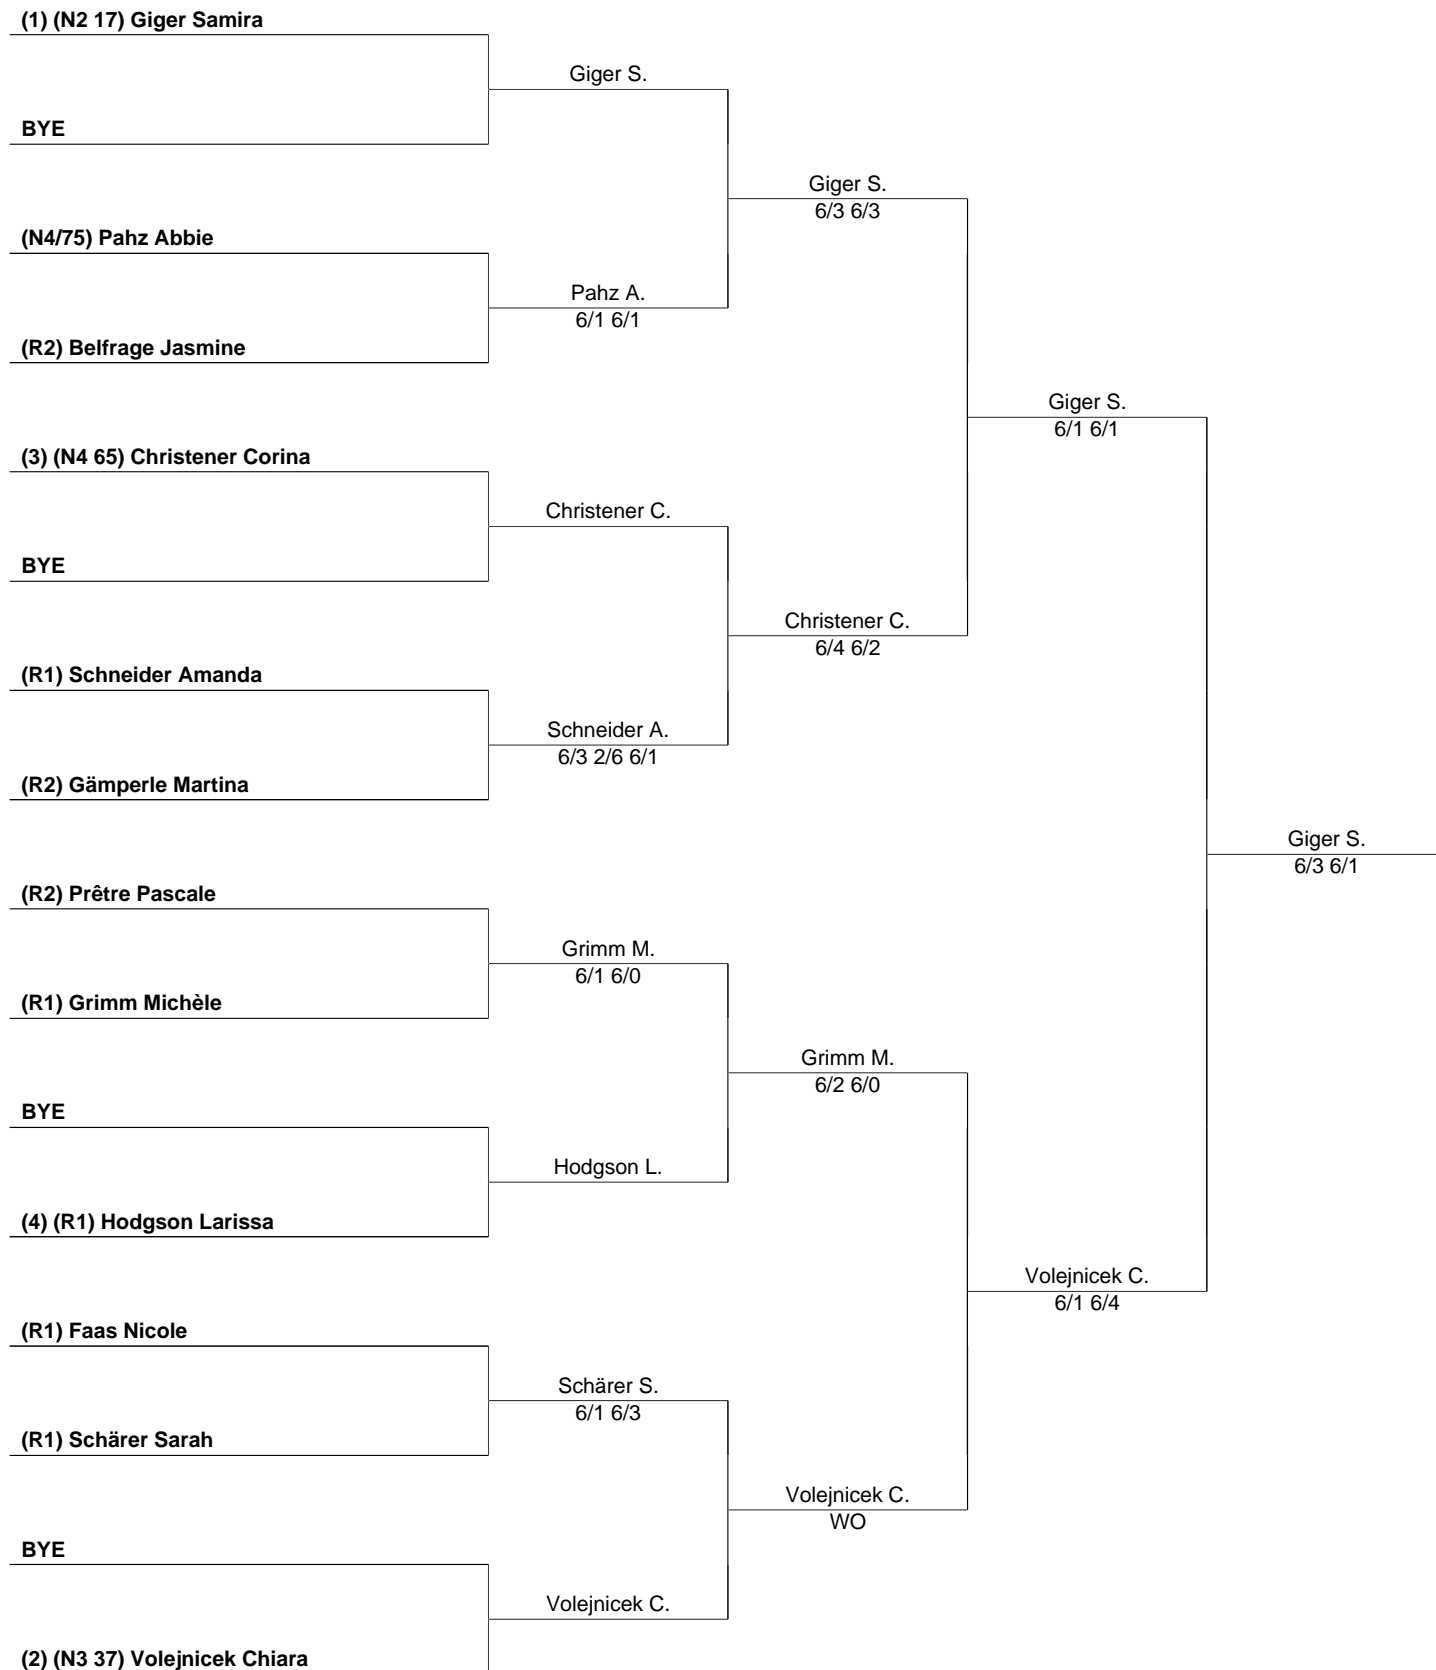 (1) (N2 17) Giger Samira
Giger S.
BYE
Giger S.
6/3 6/3
(N4/75) Pahz Abbie
Pahz A.
6/1 6/1
(R2) Belfrage Jasmine
Giger S.
6/1 6/1
(3) (N4 65) Christener Corina
Christener C.
BYE
Christener C.
6/4 6/2
(R1) Schneider Amanda
Schneider A.
6/3 2/6 6/1
(R2) Gämperle Martina
Giger S.
6/3 6/1
(R2) Prêtre Pascale
Grimm M.
6/1 6/0
(R1) Grimm Michèle
Grimm M.
6/2 6/0
BYE
Hodgson L.
(4) (R1) Hodgson Larissa
Volejnicek C.
6/1 6/4
(R1) Faas Nicole
Schärer S.
6/1 6/3
(R1) Schärer Sarah
Volejnicek C.
WO
BYE
Volejnicek C.
(2) (N3 37) Volejnicek Chiara